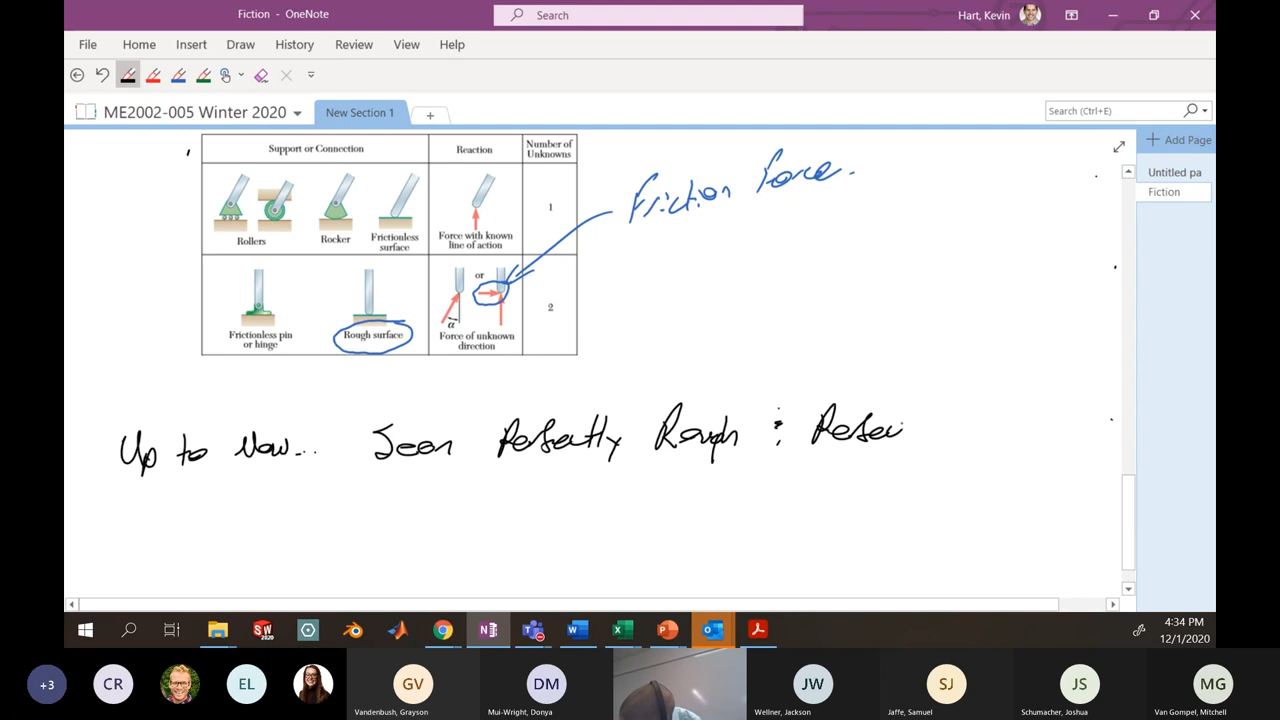 Fiction - OneNote
Search
Hart, Kevin
File Home Insert Draw History Review View Help
ME2002-005 Winter 2020
New Section 1
Search (Ctrl+E)
Add Page
Untitled pa
Fiction
Support or Connection
Reaction
Number of
Unknowns
Rollers
Rocker
Frictionless
surface
Force with known
line of action
1
Friction Force.
Frictionless pin
or hinge
Rough surface
or
α
Force of unknown
direction
2
Up to Now... Seen Perfectly Rough & Perfec
SW
2020
4:34 PM
12/1/2020
+3
CR
EL
GV
Vandenbush, Grayson
DM
Mui-Wright, Donya
JW
Wellner, Jackson
SJ
Jaffe, Samuel
JS
Schumacher, Joshua
MG
Van Gompel, Mitchell